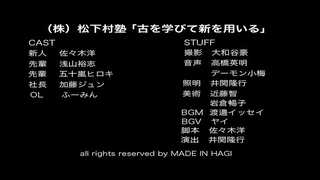 (株)松下村塾「古を学びて新を用いる」
CAST
新人 佐々木洋
先輩 浅山裕志
先輩 五十嵐ヒロキ
社長 加藤ジュン
OL ふーみん
STUFF
撮影 大和谷豪
音声 高橋英明
デーモン小梅
照明 井関隆行
美術 近藤智
岩倉暢子
BGM 渡邉イッセイ
BGV ヤイ
脚本 佐々木洋
演出 井関隆行
all rights reserved by MADE IN HAGI